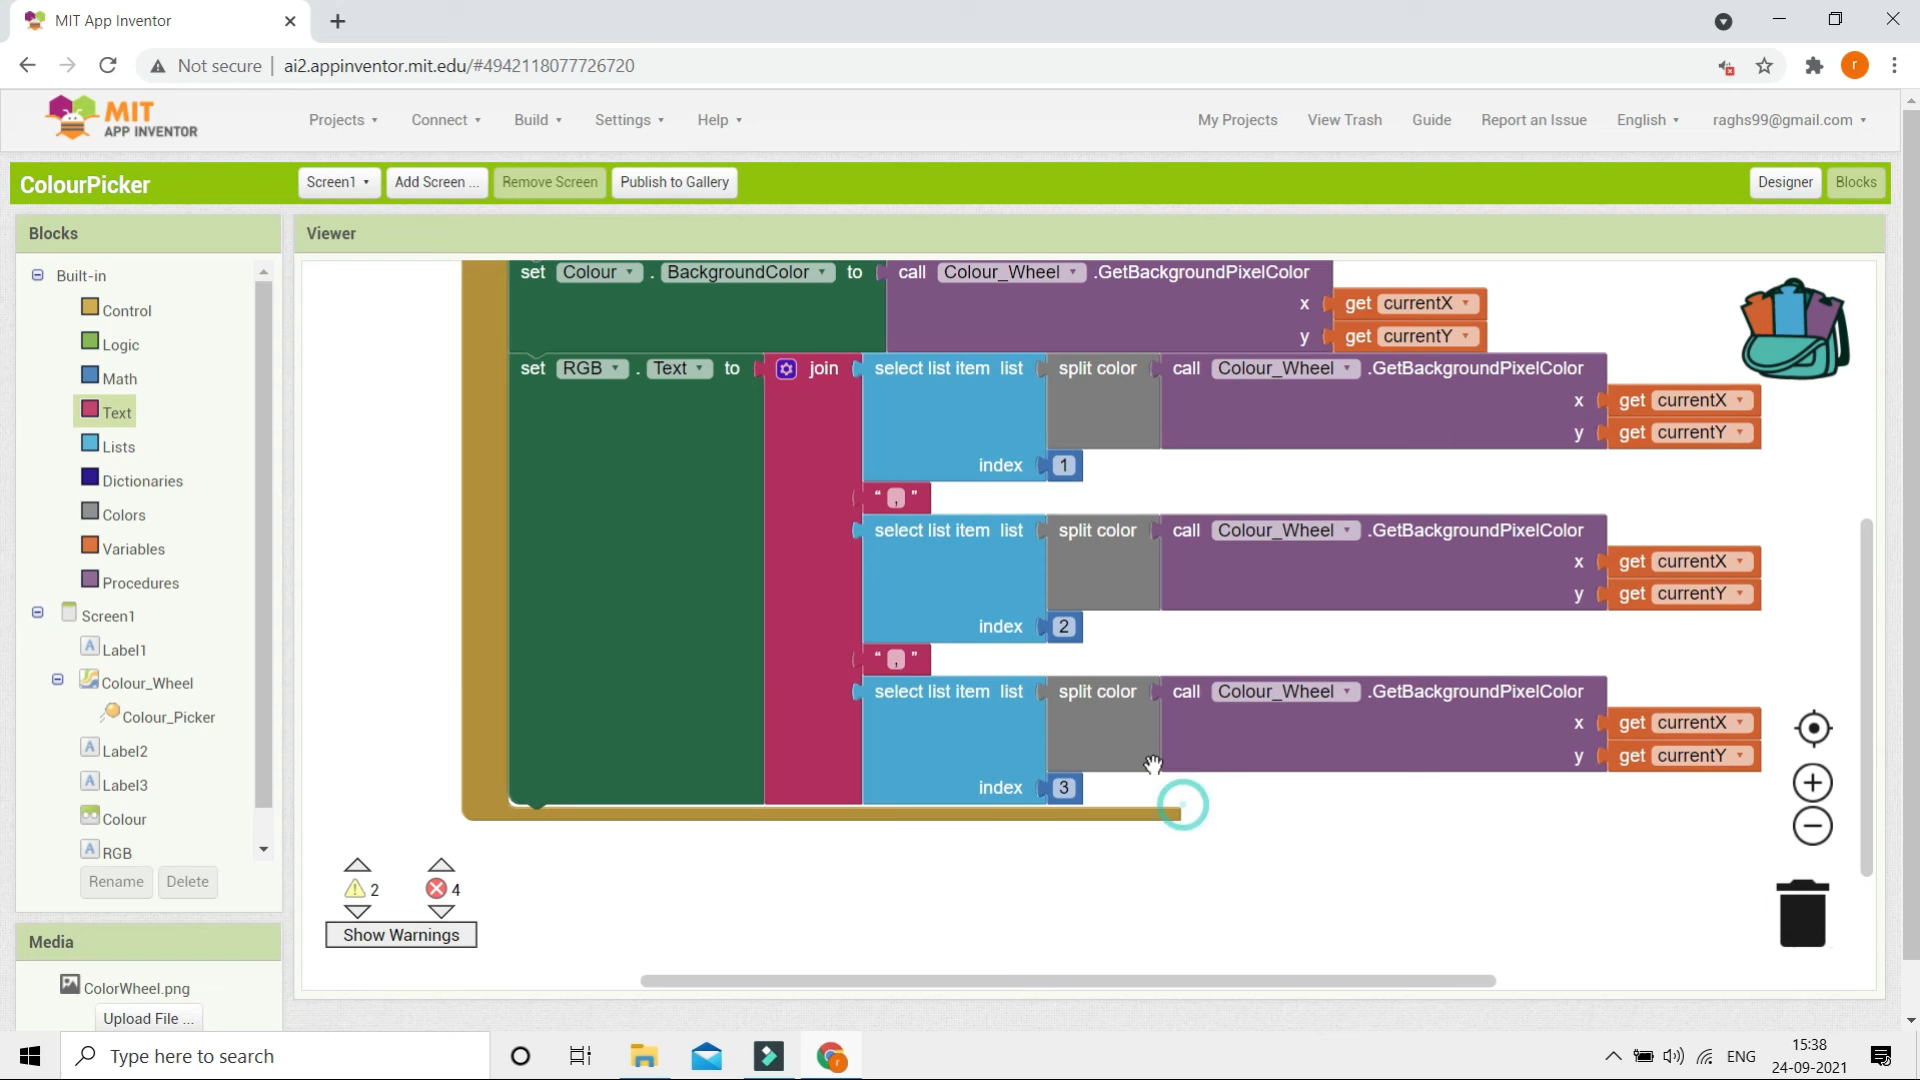 MIT App Inventor
Not secure | ai2.appinventor.mit.edu/#4942118077726720
r
MIT
APP INVENTOR
Projects Connect Build Settings Help My Projects View Trash Guide Report an Issue English raghs99@gmail.com
ColourPicker Screen1 Add Screen ... Remove Screen Publish to Gallery Designer Blocks
Blocks
Viewer
Built-in
Control
Logic
Math
Text
Lists
Dictionaries
Colors
Variables
Procedures
Screen1
Label1
Colour_Wheel
Colour_Picker
Label2
Label3
Colour
RGB
Rename Delete
Media
ColorWheel.png
Upload File ...
set Colour . BackgroundColor to call Colour_Wheel .GetBackgroundPixelColor
x get currentX
y get currentY
set RGB . Text to join select list item list split color call Colour_Wheel .GetBackgroundPixelColor
x get currentX
y get currentY
index 1
“ , ”
select list item list split color call Colour_Wheel .GetBackgroundPixelColor
x get currentX
y get currentY
index 2
“ , ”
select list item list split color call Colour_Wheel .GetBackgroundPixelColor
x get currentX
y get currentY
index 3
2 4
Show Warnings
Type here to search
r
ENG
15:38
24-09-2021